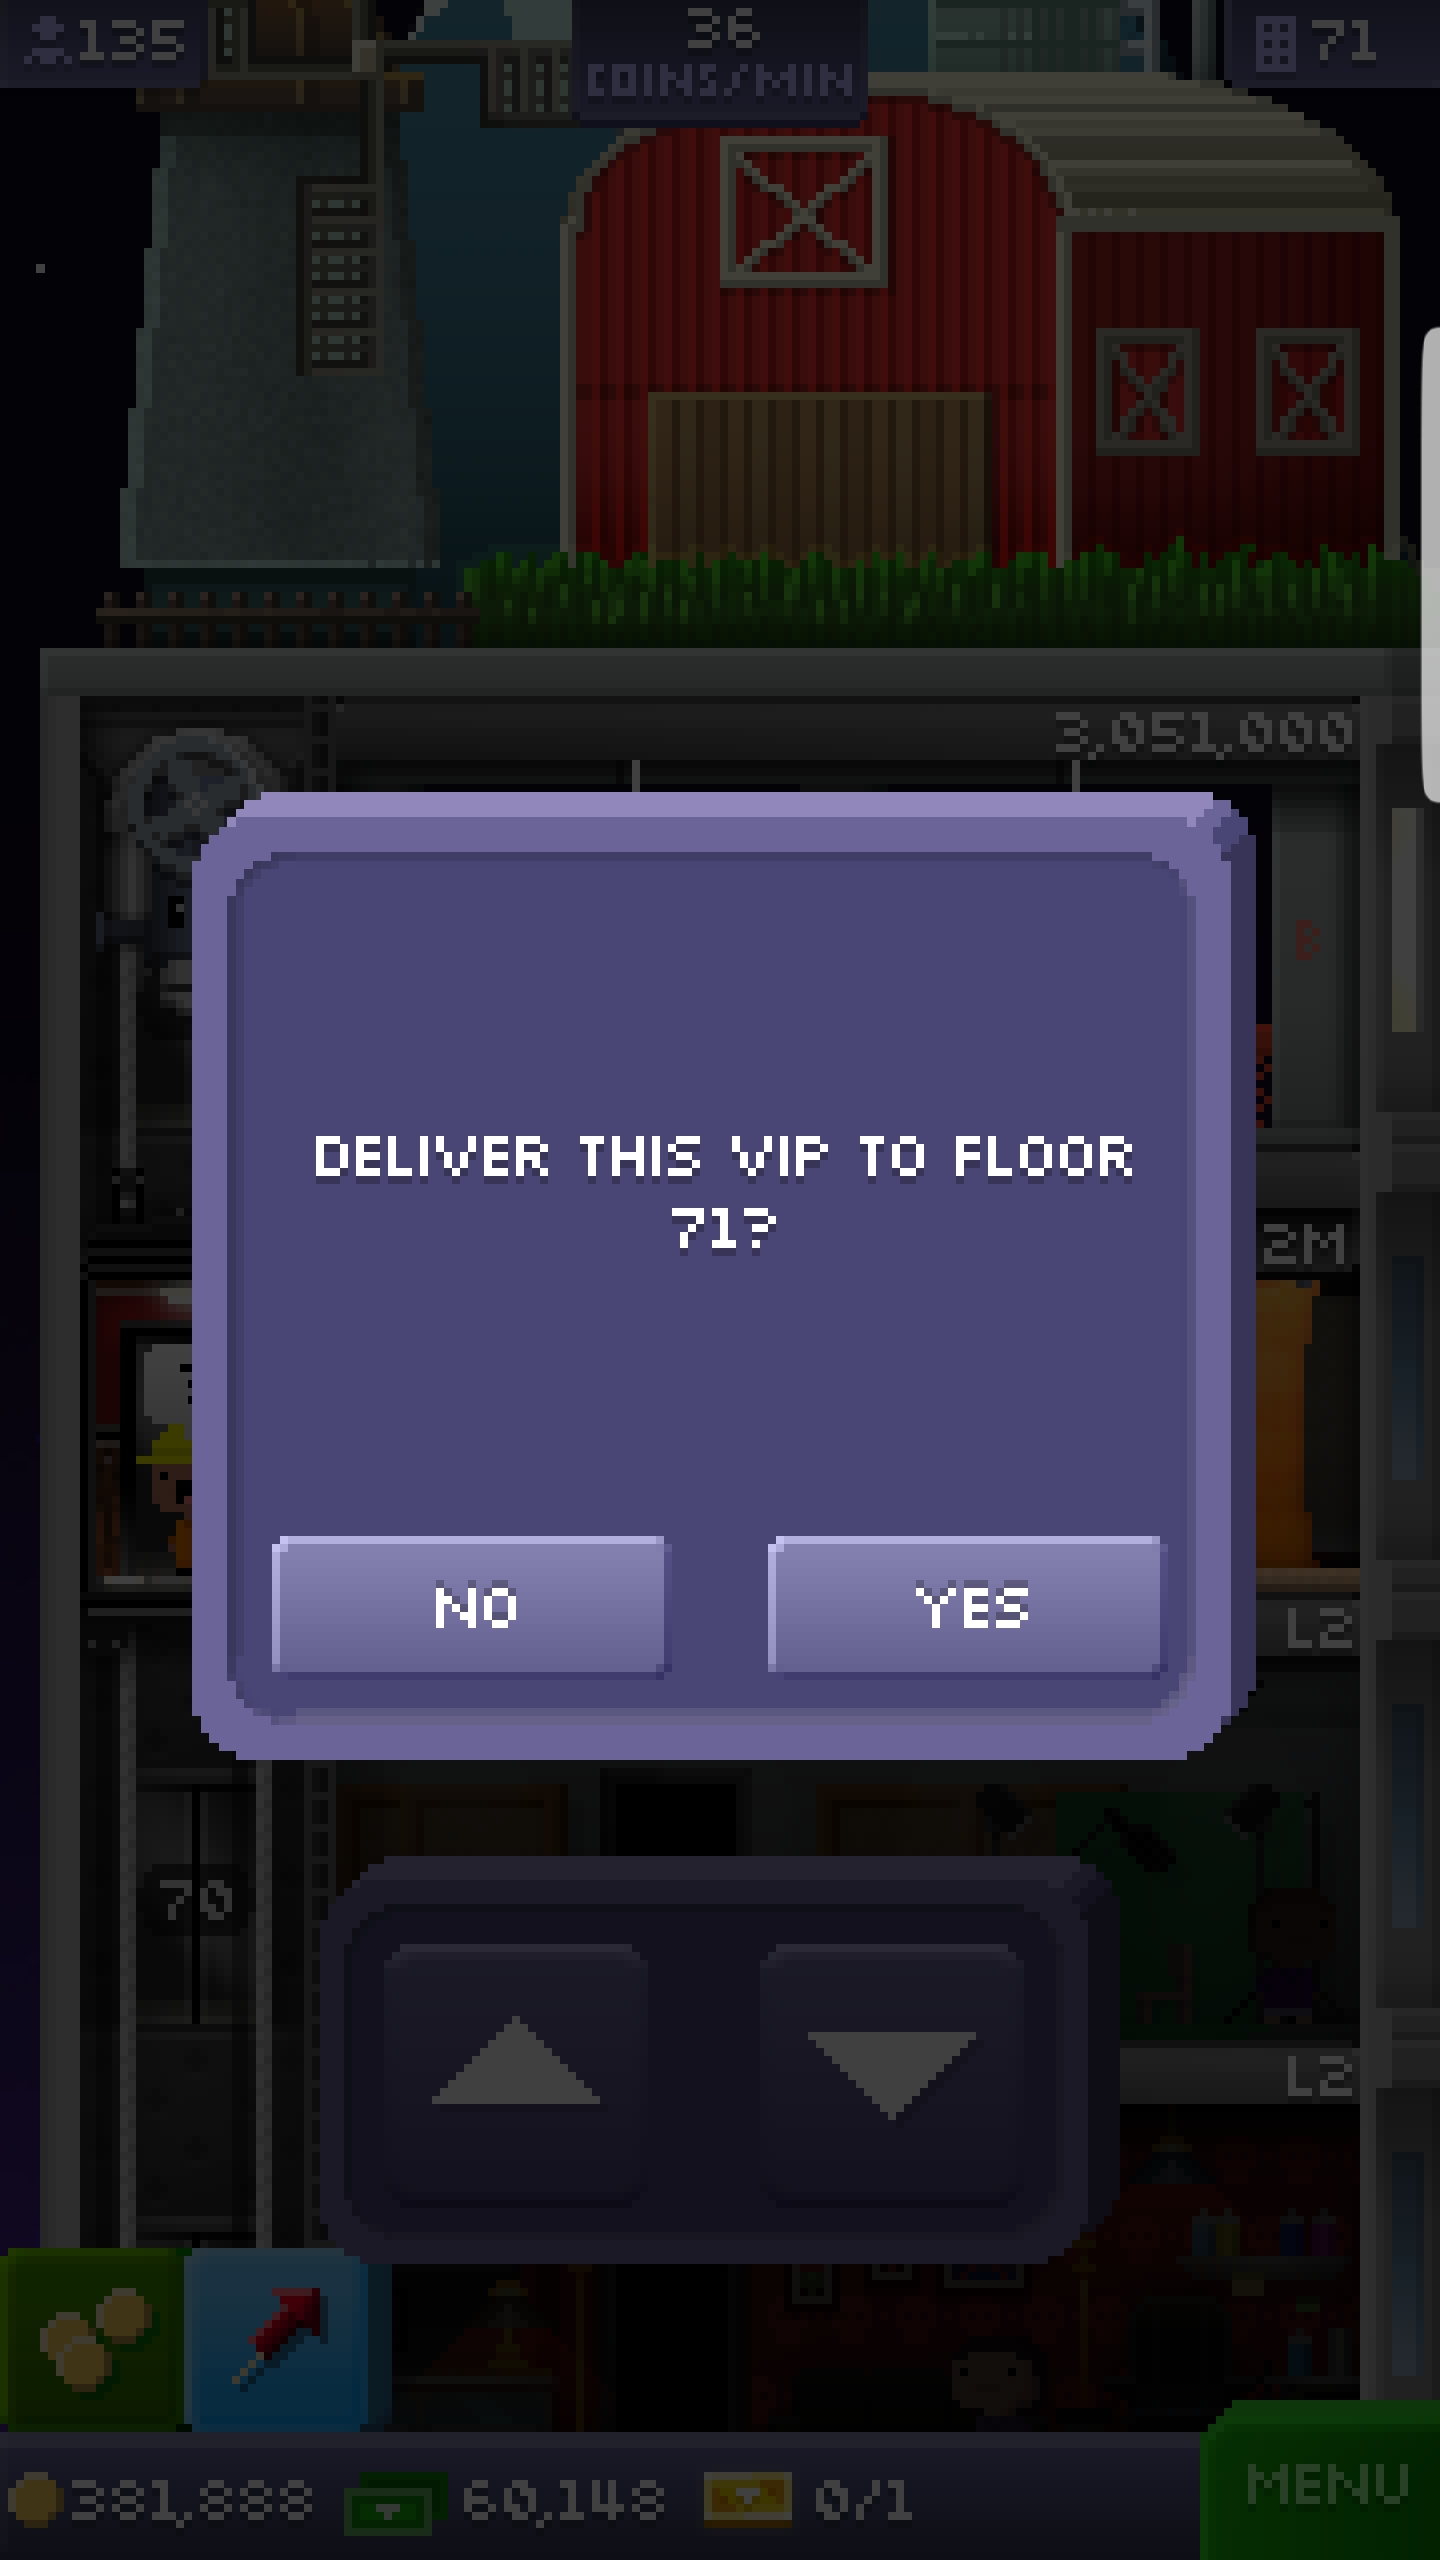 135
36
COINS/MIN
71
3,051,000
B
2M
DELIVER THIS VIP TO FLOOR
71?
NO
YES
L2
70
L2
381,888
60,148
0/1
MENU